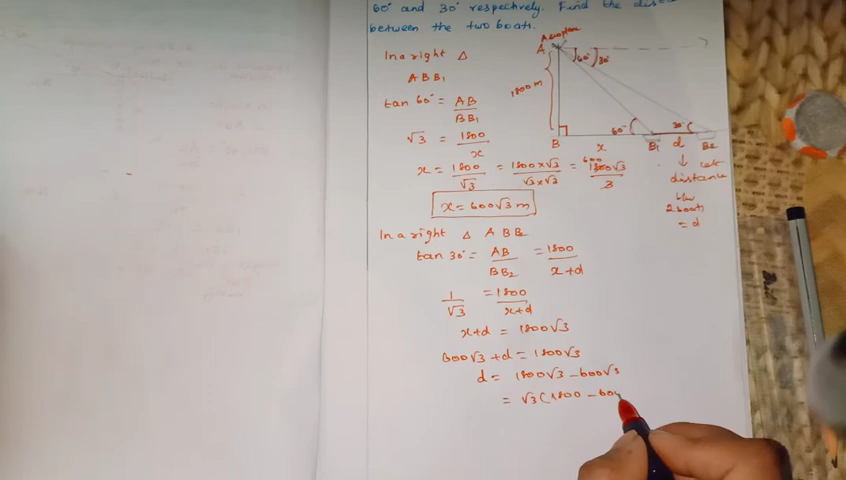 60° and 30° respectively. Find the
between the two boats.
In a right △
ABB₁
tan 60° = AB/BB₁
√3 = 1800/x
x = 1800/√3 = 1800×√3/√3×√3 = 600 1800√3/3
x = 600√3 m
In a right △ ABB₂
tan 30° = AB/BB₂ = 1800/x+d
1/√3 = 1800/x+d
x+d = 1800√3
600√3 + d = 1800√3
d = 1800√3 − 600√3
= √3(1800 − 600
Aeroplane
A
60° 30°
1800m
60° 30°
B x B₁ d B₂
↓
distance
b/w
2 boats
= d